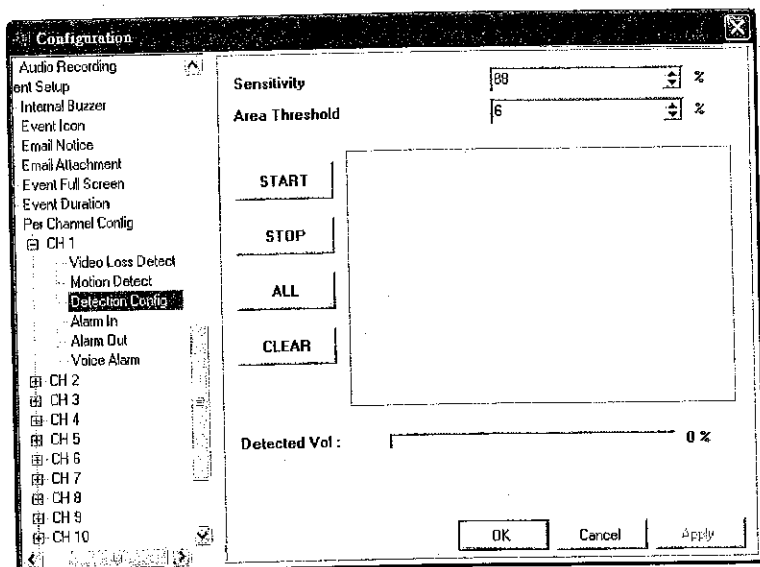 Configuration
Audio Recording
ent Setup
Internal Buzzer
Event Icon
Email Notice
Email Attachment
Event Full Screen
Event Duration
Per Channel Config
CH 1
Video Loss Detect
Motion Detect
Detection Config
Alarm In
Alarm Out
Voice Alarm
CH 2
CH 3
CH 4
CH 5
CH 6
CH 7
CH 8
CH 9
CH 10
Sensitivity 88 %
Area Threshold 6 %
START
STOP
ALL
CLEAR
Detected Vol : 0 %
OK Cancel Apply